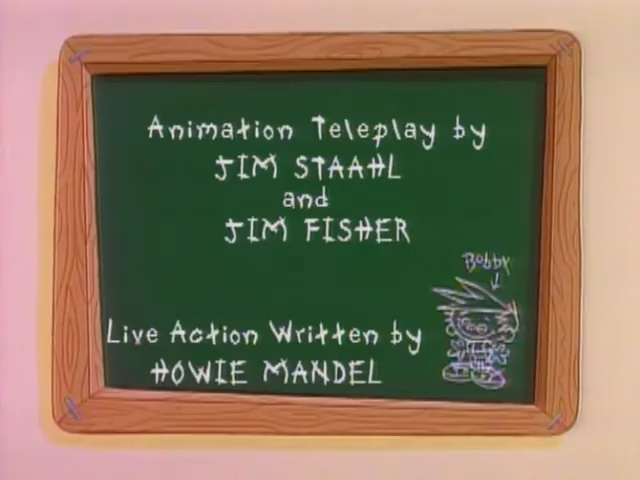 Animation Teleplay by
JIM STAAHL
and
JIM FISHER
Bobby
Live Action Written by
HOWIE MANDEL